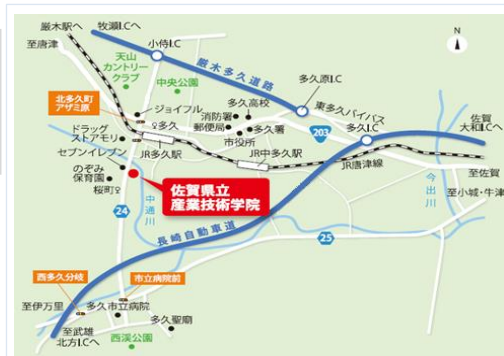 厳木駅へ
牧瀬I.Cへ
至唐津
小侍I.C
天山
カントリー
クラブ
中央公園
厳木多久道路
N
多久原I.C
北多久町
アザミ原
ジョイフル
消防署
多久高校
東多久バイパス
佐賀
大和I.Cへ
郵便局
多久署
市役所
203
多久I.C
ドラッグ
ストアモリ
♀多久
JR多久駅
JR中多久駅
JR唐津線
至佐賀
セブンイレブン
のぞみ
保育園
桜町♀
佐賀県立
産業技術学院
今出川
至小城・牛津
24
中通川
長崎自動車道
25
西多久分岐
市立病院前
至伊万里
多久市立病院
多久聖廟
至武雄
北方I.Cへ
西渓公園